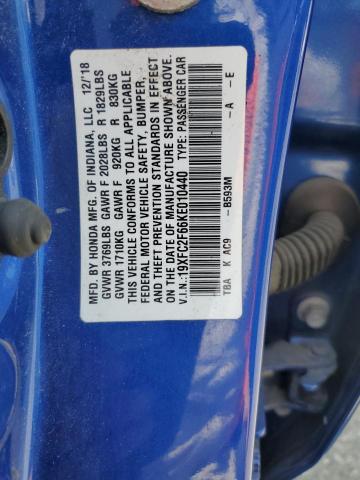 MFD. BY HONDA MFG. OF INDIANA, LLC 12/'18
GVWR 3769LBS GAWR F 2028LBS R 1829LBS
GVWR 1710KG GAWR F 920KG R 830KG
THIS VEHICLE CONFORMS TO ALL APPLICABLE
FEDERAL MOTOR VEHICLE SAFETY, BUMPER,
AND THEFT PREVENTION STANDARDS IN EFFECT
ON THE DATE OF MANUFACTURE SHOWN ABOVE.
V.I.N.:19XFC2F66KE010440 TYPE: PASSENGER CAR
TBA K AC9 -B593M -A -E